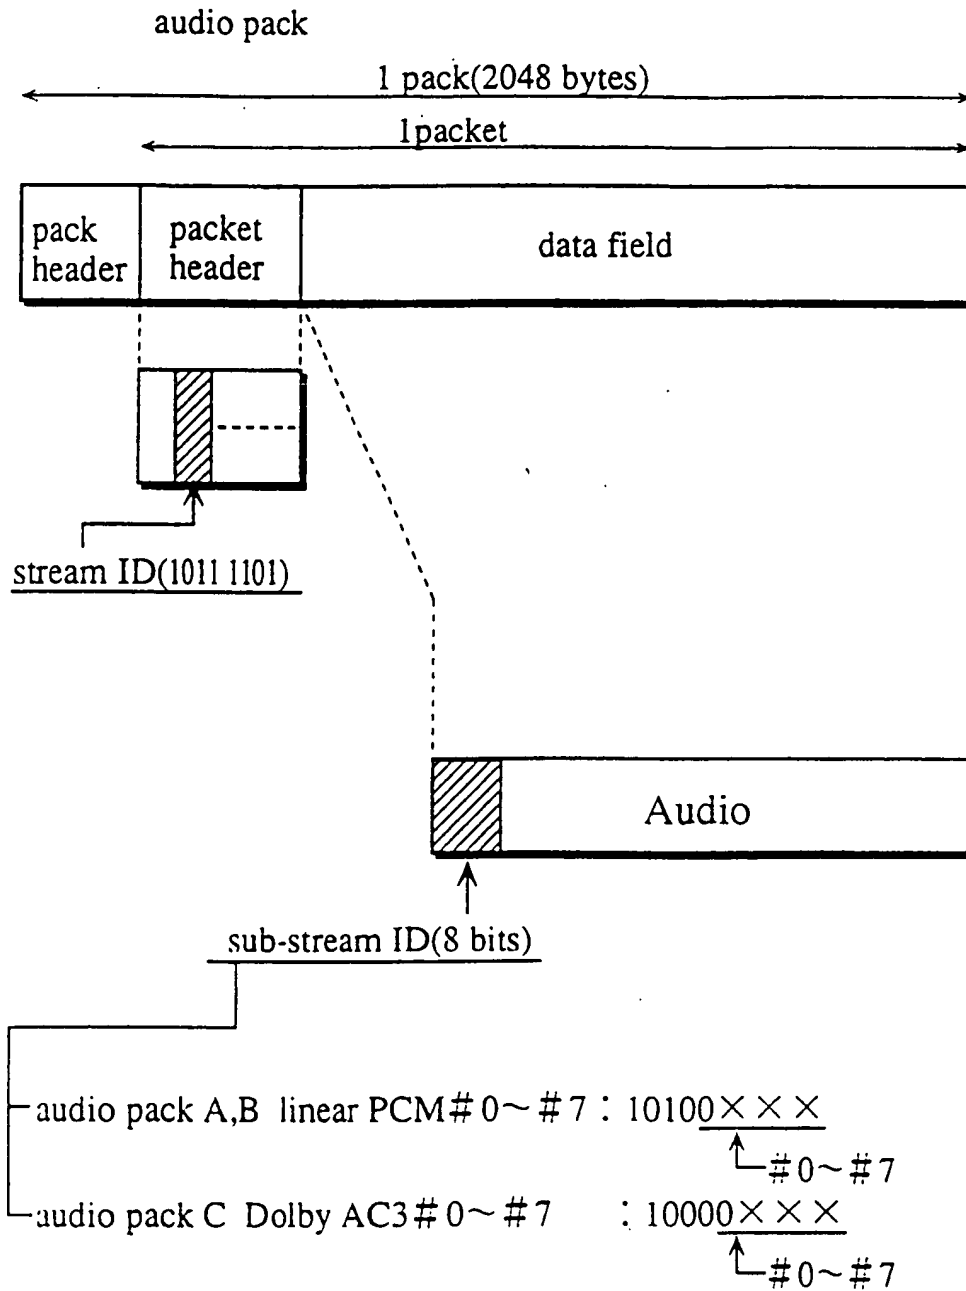 audio pack
1 pack(2048 bytes)
1packet
pack header
packet header
data field
stream ID(1011 1101)
Audio
sub-stream ID(8 bits)
audio pack A,B linear PCM#0~#7 : 10100×××
#0~#7
audio pack C Dolby AC3#0~#7 : 10000×××
#0~#7